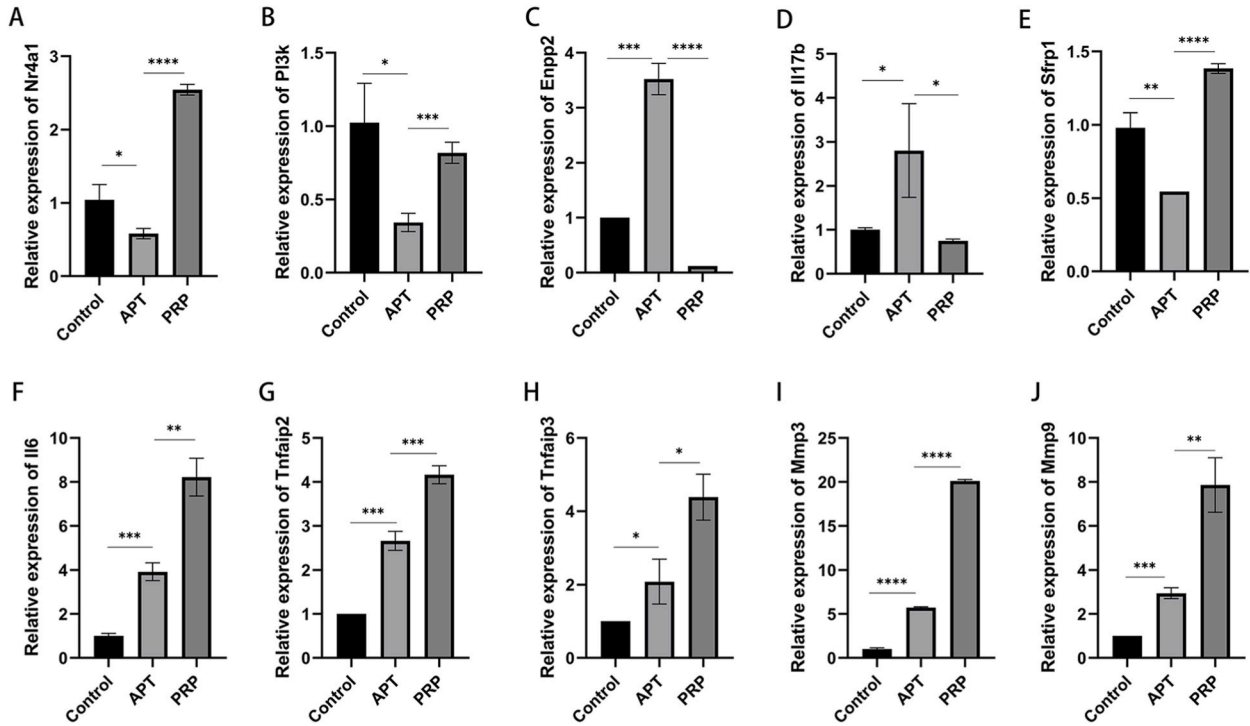 A
Relative expression of Nr4a1
3
2
1
0
*
****
Control
APT
PRP
B
Relative expression of PI3k
1.5
1.0
0.5
0.0
*
***
Control
APT
PRP
C
Relative expression of Enpp2
4
3
2
1
0
***
****
Control
APT
PRP
D
Relative expression of Il17b
5
4
3
2
1
0
*
*
Control
APT
PRP
E
Relative expression of Sfrp1
1.5
1.0
0.5
0.0
**
****
Control
APT
PRP
F
Relative expression of Il6
10
8
6
4
2
0
***
**
Control
APT
PRP
G
Relative expression of Tnfaip2
5
4
3
2
1
0
***
***
Control
APT
PRP
H
Relative expression of Tnfaip3
6
4
2
0
*
*
Control
APT
PRP
I
Relative expression of Mmp3
25
20
15
10
5
0
****
****
Control
APT
PRP
J
Relative expression of Mmp9
10
8
6
4
2
0
***
**
Control
APT
PRP